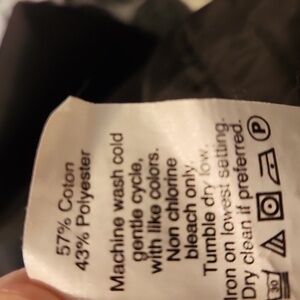 57% Coton
43% Polyester
Machine wash cold
gentle cycle,
with like colors.
Non chlorine
bleach only.
Tumble dry low.
Iron on lowest setting.
Dry clean if preferred.
30
P